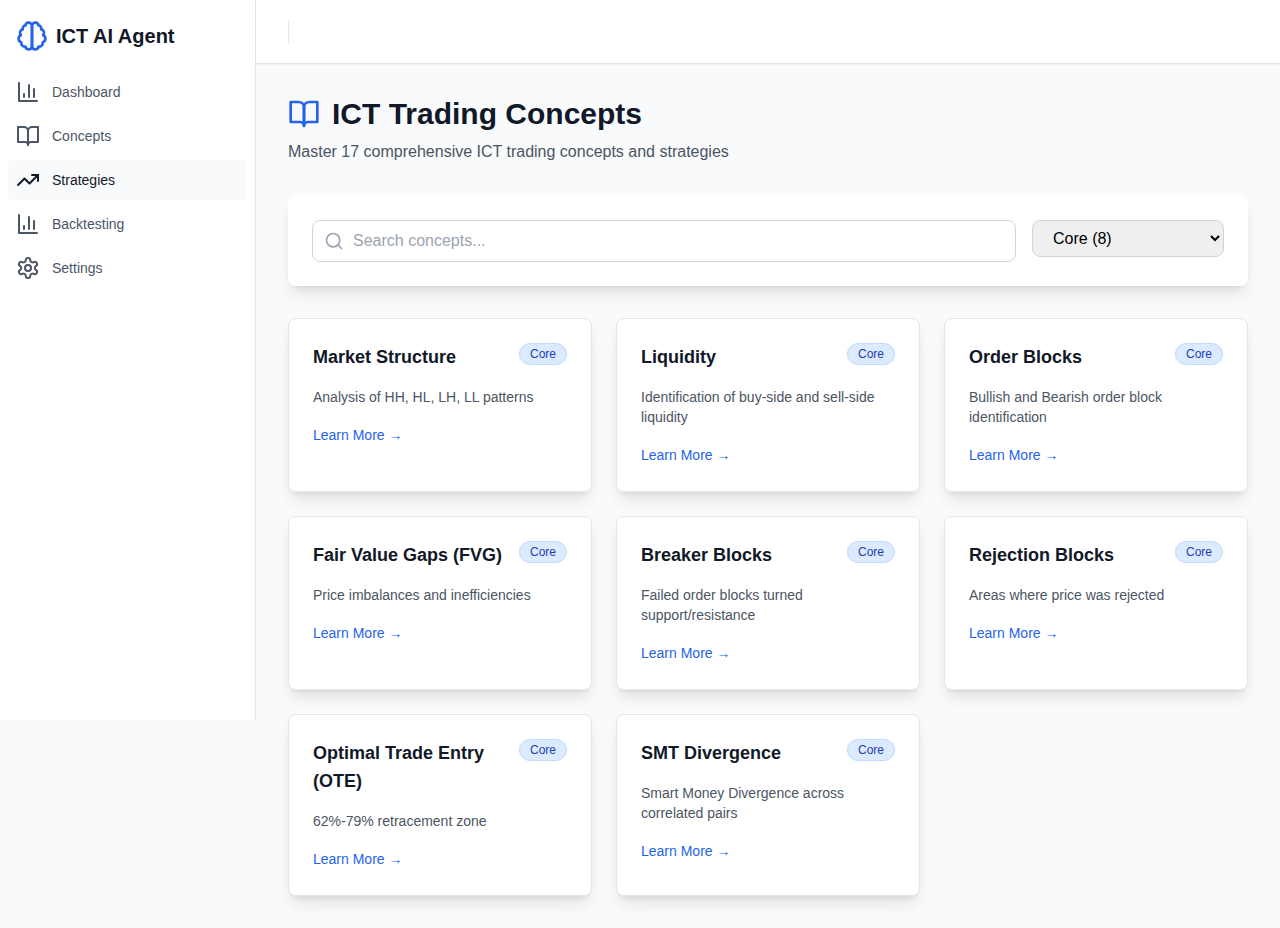 ICT AI Agent
Dashboard
Concepts
Strategies
Backtesting
Settings
ICT Trading Concepts
Master 17 comprehensive ICT trading concepts and strategies
Search concepts...
Core (8)
Market Structure
Core
Analysis of HH, HL, LH, LL patterns
Learn More →
Liquidity
Core
Identification of buy-side and sell-side
liquidity
Learn More →
Order Blocks
Core
Bullish and Bearish order block
identification
Learn More →
Fair Value Gaps (FVG)
Core
Price imbalances and inefficiencies
Learn More →
Breaker Blocks
Core
Failed order blocks turned
support/resistance
Learn More →
Rejection Blocks
Core
Areas where price was rejected
Learn More →
Optimal Trade Entry
(OTE)
Core
62%-79% retracement zone
Learn More →
SMT Divergence
Core
Smart Money Divergence across
correlated pairs
Learn More →